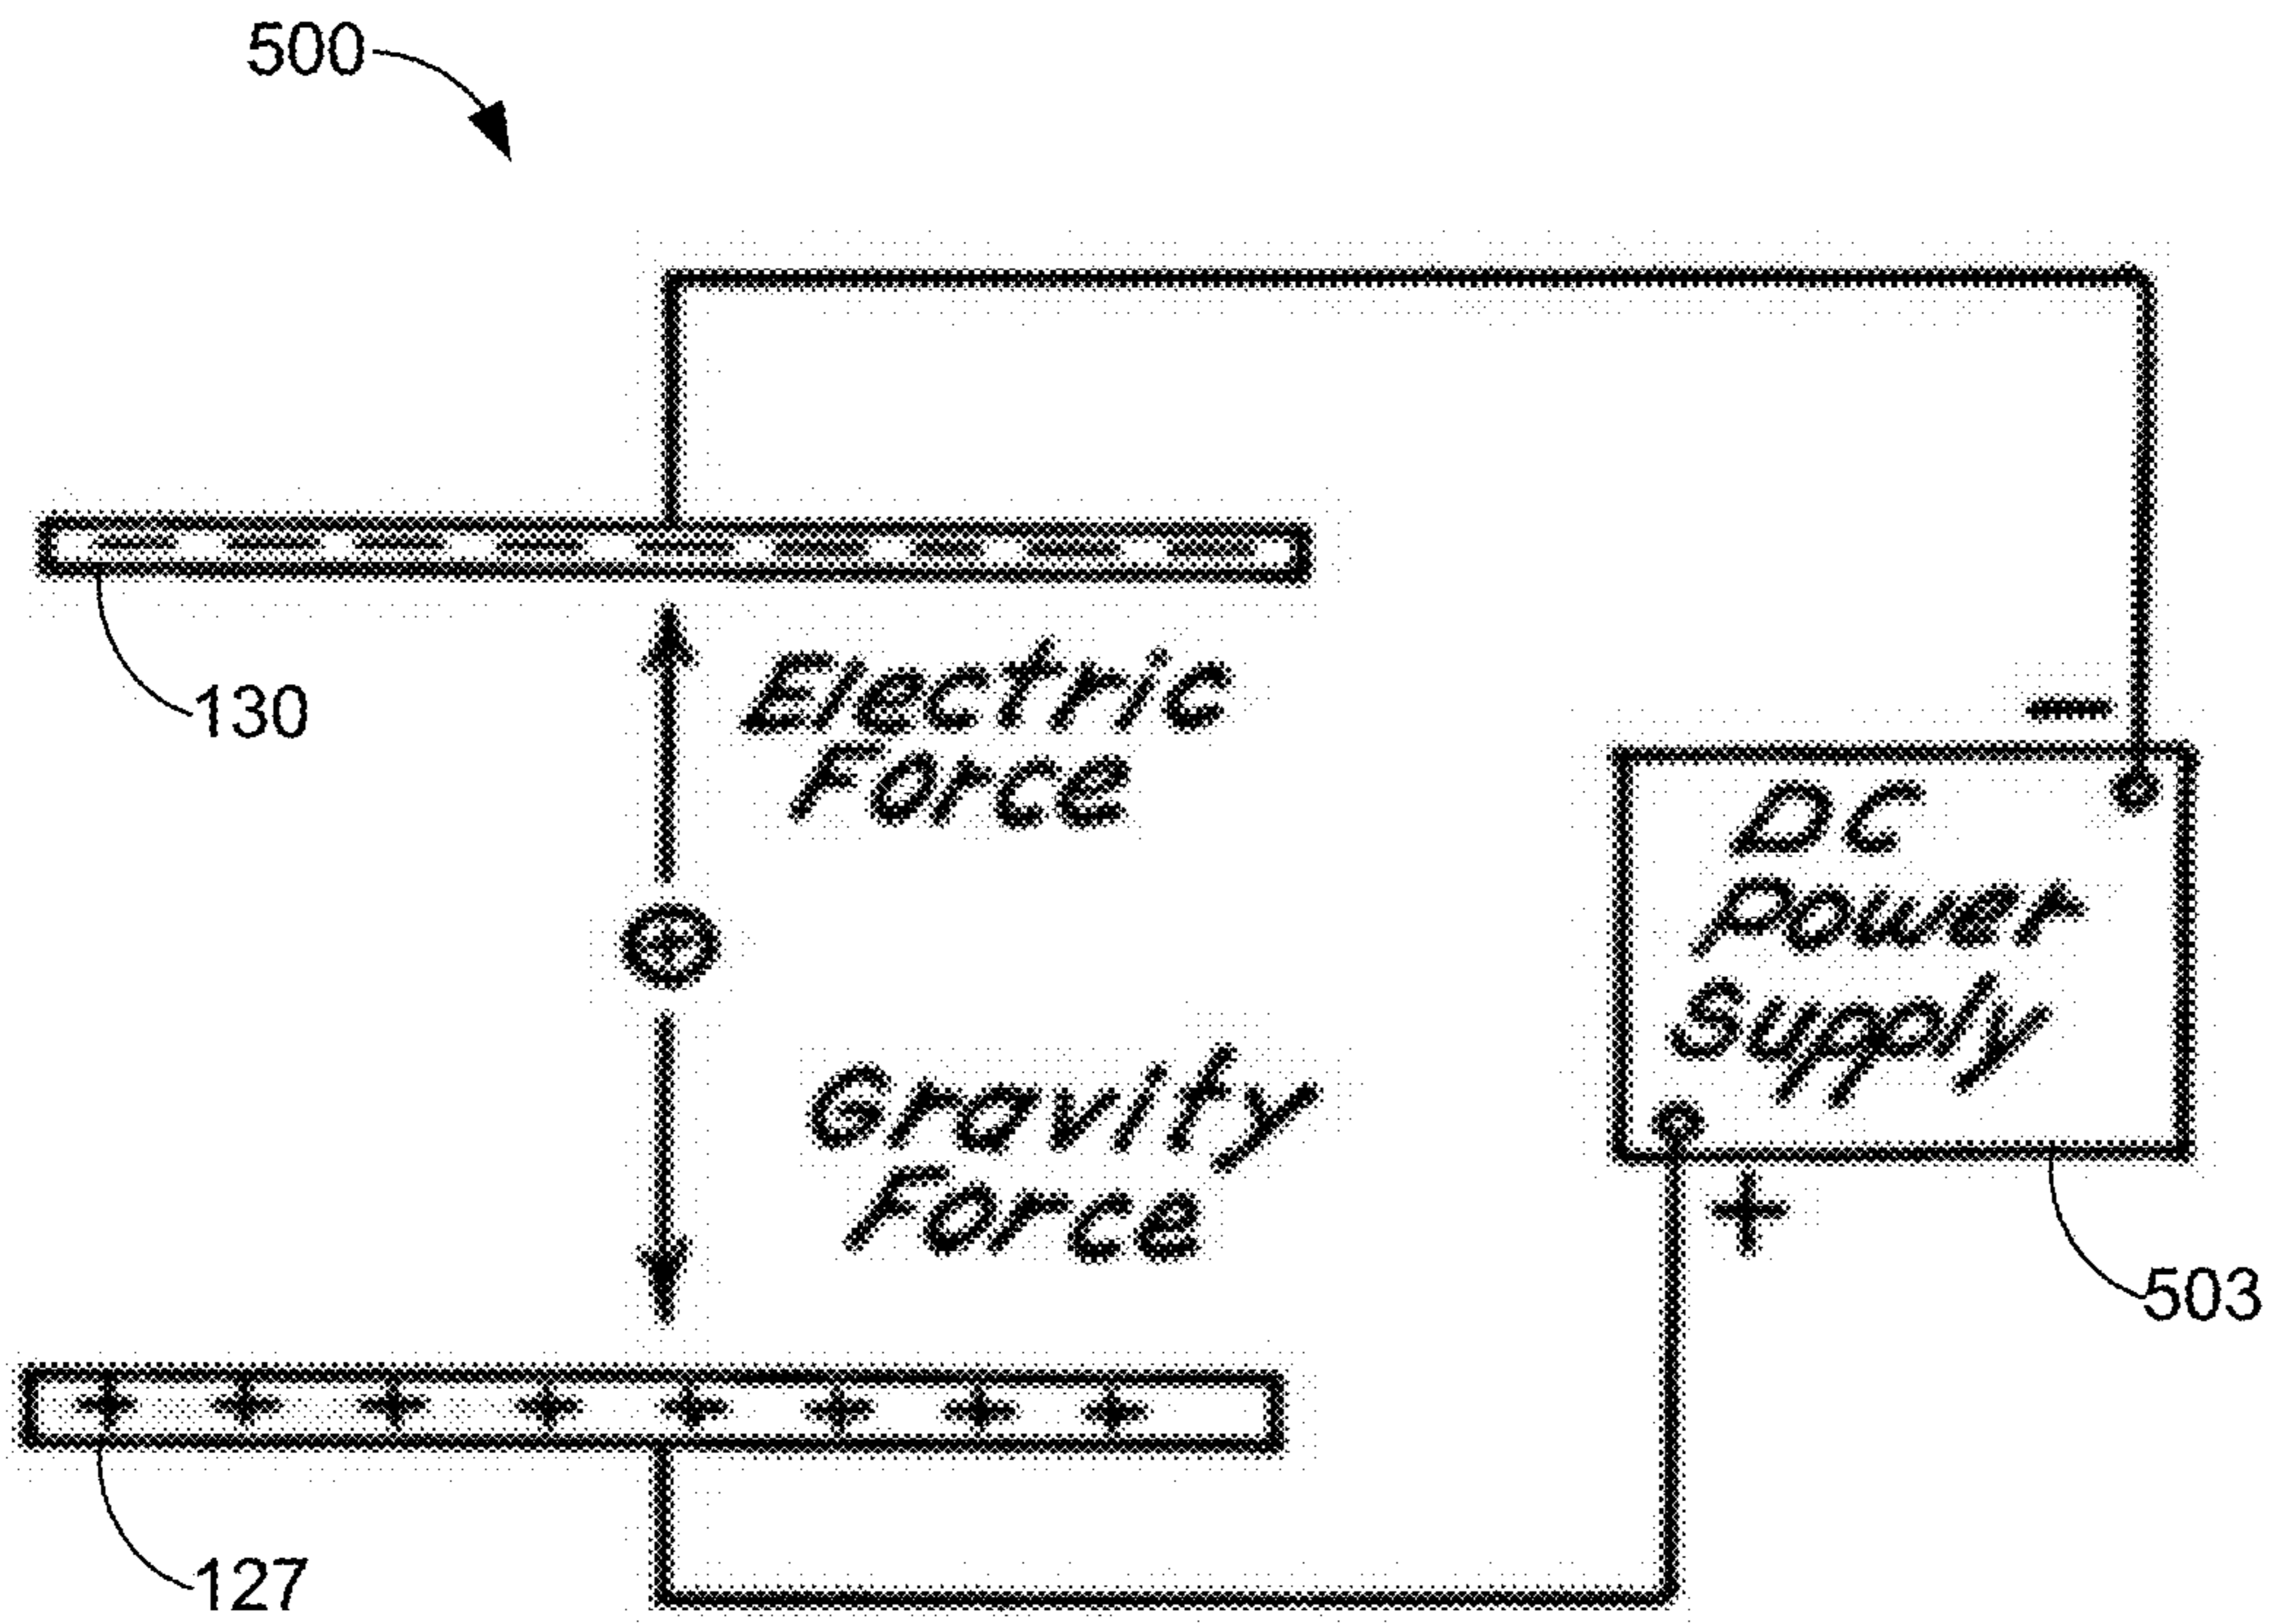 500
130
Electric
Force
−
DC
Power
Supply
+
Gravity
Force
+
503
− − − − − − − − −
+ + + + + + + +
127